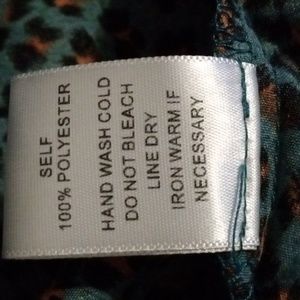 SELF
100% POLYESTER
HAND WASH COLD
DO NOT BLEACH
LINE DRY
IRON WARM IF
NECESSARY